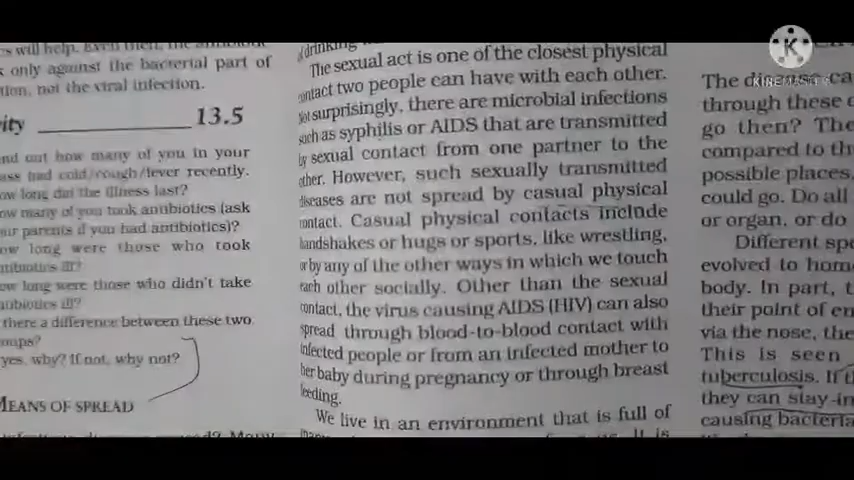 s will help. Even then, the antibiotic
only against the bacterial part of
tion, not the viral infection.
ity 13.5
nd out how many of you in your
ass had cold/cough/fever recently.
ow long did the illness last?
ow many of you took antibiotics (ask
ur parents if you had antibiotics)?
ow long were those who took
ntibiotics ill?
ow long were those who didn't take
ntibiotics ill?
there a difference between these two
oups?
yes, why? If not, why not?
MEANS OF SPREAD
drinking
The sexual act is one of the closest physical
contact two people can have with each other.
Not surprisingly, there are microbial infections
such as syphilis or AIDS that are transmitted
by sexual contact from one partner to the
other. However, such sexually transmitted
diseases are not spread by casual physical
contact. Casual physical contacts include
handshakes or hugs or sports, like wrestling,
or by any of the other ways in which we touch
each other socially. Other than the sexual
contact, the virus causing AIDS (HIV) can also
spread through blood-to-blood contact with
infected people or from an infected mother to
her baby during pregnancy or through breast
feeding.
We live in an environment that is full of
It is
K
KINEMASTER
The disease-ca
through these
go then? The
compared to th
possible places,
could go. Do all
or organ, or do
Different spe
evolved to hom
body. In part, t
their point of en
via the nose, the
This is seen
tuberculosis. If th
they can stay-in
causing bacteria